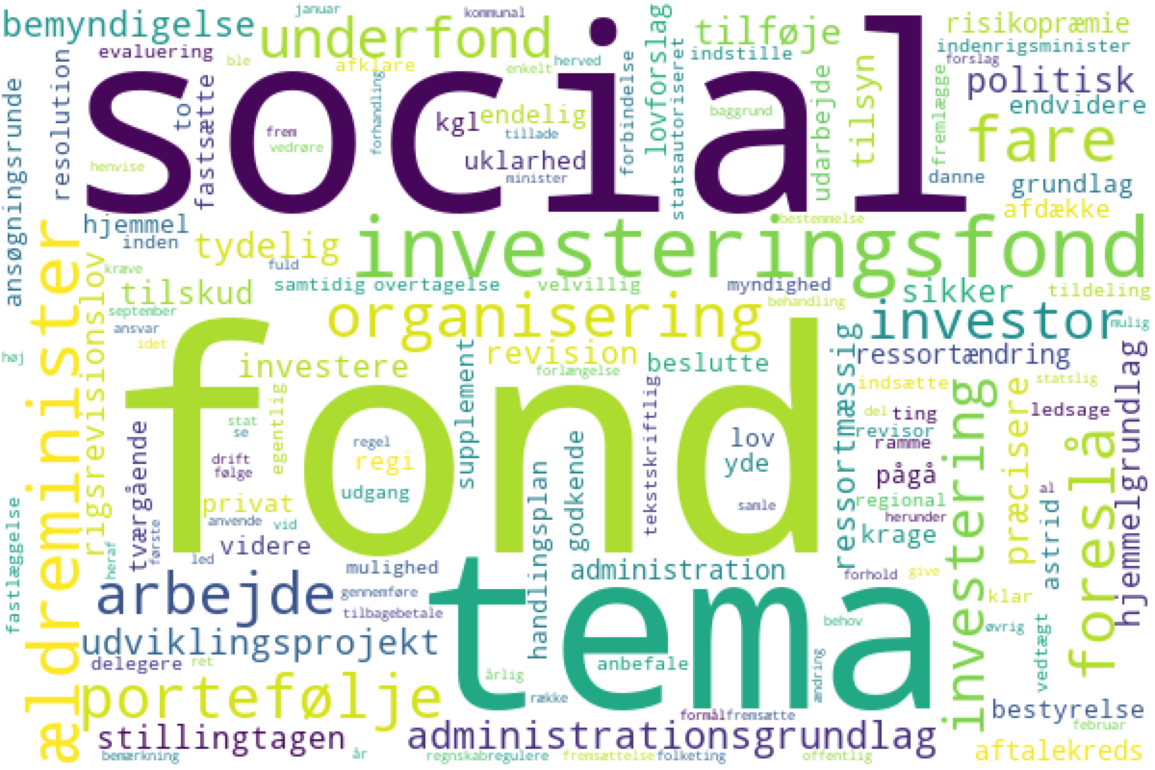 bemyndigelse
januar
kommunal
underfond
lovforslag
tilføje
risikopræmie
evaluering
ble
afklare
enkelt
herved
indstille
indenrigsminister
forslag
politisk
endvidere
fare
social
resolution
to
fastsætte
forhandling
frem
vedrøre
kgl
endelig
tillade
uklarhed
minister
forbindelse
statsautoriseret
baggrund
udarbejde
tilsyn
fremlægge
danne
grundlag
afdække
henvise
ansøgningsrunde
hjemmel
inden
tydelig
investeringsfond
bestemmelse
fuld
kræve
samtidig
overtagelse
velvillig
myndighed
behandling
sikker
tildeling
tilskud
september
ansvar
idet
organisering
investor
mulig
høj
investere
revision
forlængelse
beslutte
ressortændring
fond
ældreminister
rigsrevisionslov
stat
se
egentlig
drift
følge
regel
regi
udgang
supplement
lov
yde
samle
tekstskriftlig
godkende
handlingsplan
ressortmæssig
indsætte
del
ting
revisor
ramme
pågå
regional
herunder
krage
statslig
ledsage
investering
præcisere
al
astrid
foreslå
hjemmelgrundlag
tværgående
privat
anvende
vid
første
videre
led
heraf
fastlæggelse
mulighed
administration
forhold
give
arbejde
gennemføre
tilbagebetale
tema
klar
behov
øvrig
udviklingsprojekt
delegere
ret
anbefale
årlig
række
ændring
vedtægt
portefølje
formål
fremsætte
bestyrelse
februar
stillingtagen
administrationsgrundlag
aftalekreds
bemærkning
år
regnskabregulere
fremsættelse
folketing
offentlig